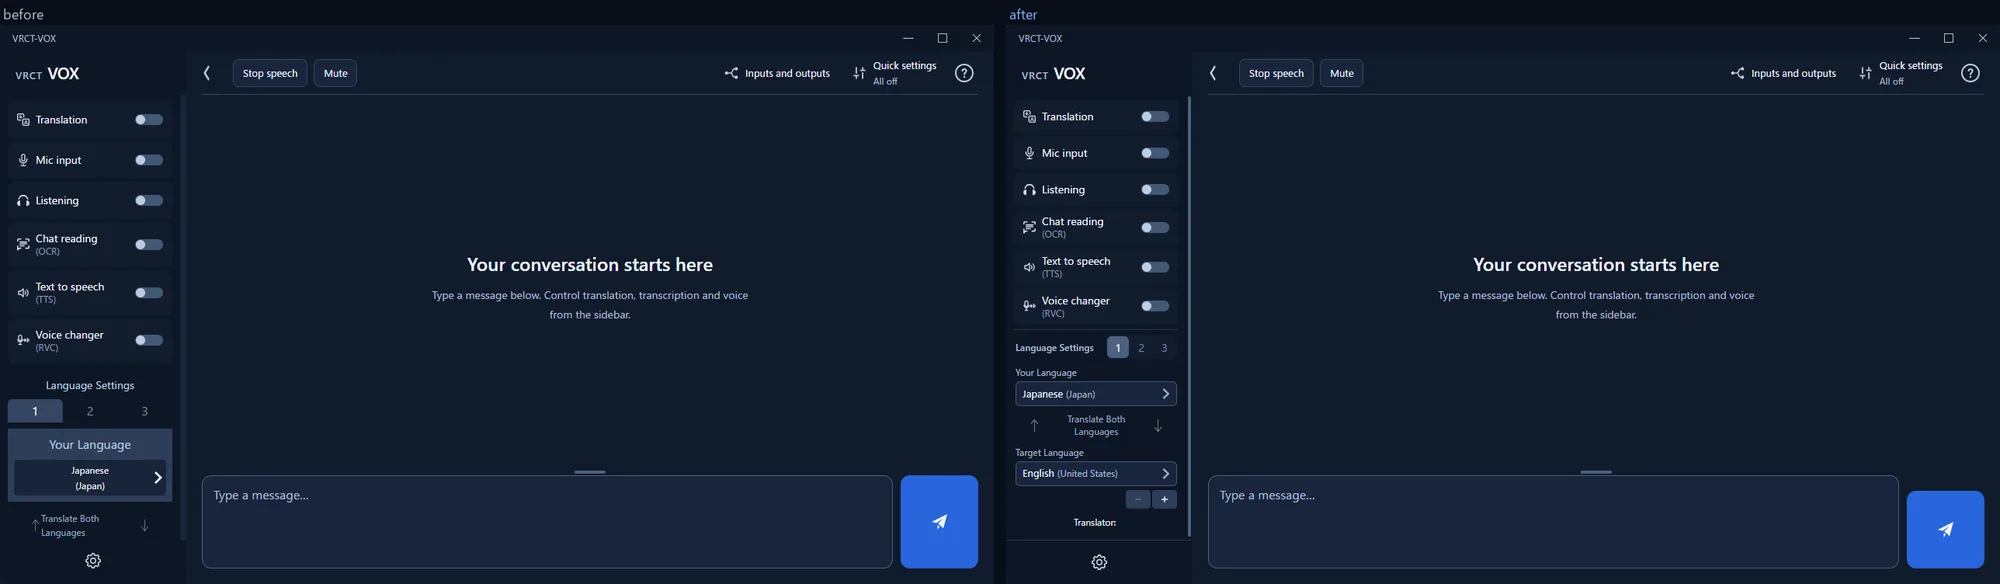 before
VRCT-VOX
VRCT VOX
Stop speech
Mute
Inputs and outputs
Quick settings
All off
?
Translation
Mic input
Listening
Chat reading
(OCR)
Text to speech
(TTS)
Voice changer
(RVC)
Language Settings
1 2 3
Your Language
Japanese
(Japan)
Translate Both
Languages
Your conversation starts here
Type a message below. Control translation, transcription and voice
from the sidebar.
Type a message...
after
VRCT-VOX
VRCT VOX
Stop speech
Mute
Inputs and outputs
Quick settings
All off
?
Translation
Mic input
Listening
Chat reading
(OCR)
Text to speech
(TTS)
Voice changer
(RVC)
Language Settings 1 2 3
Your Language
Japanese (Japan)
Translate Both
Languages
Target Language
English (United States)
Translator:
Your conversation starts here
Type a message below. Control translation, transcription and voice
from the sidebar.
Type a message...